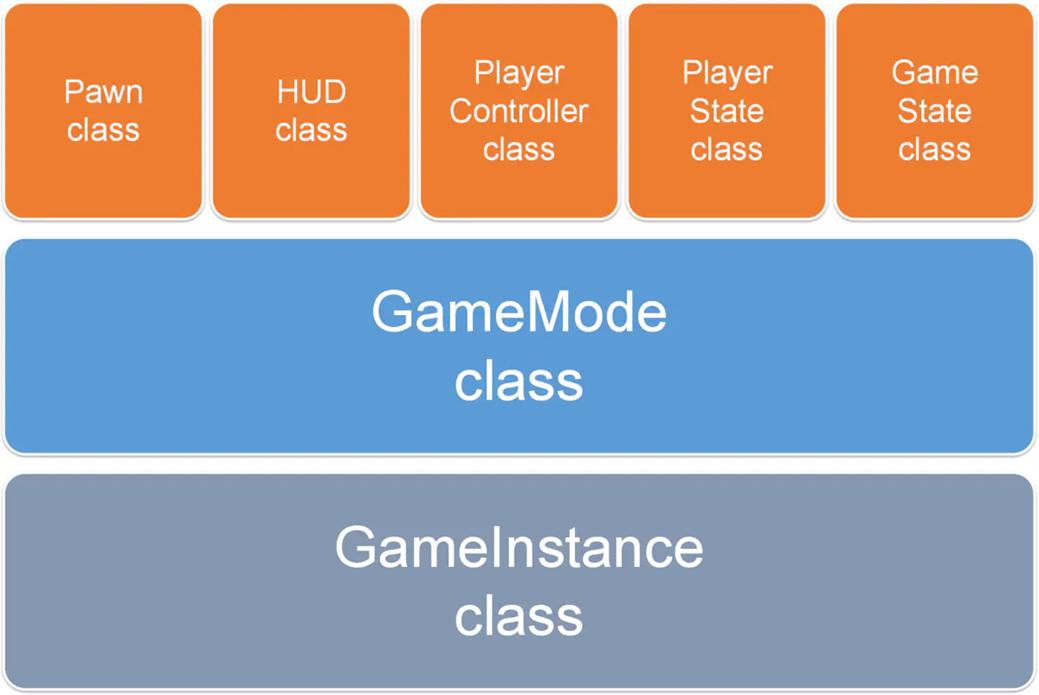 Pawn
class
HUD
class
Player
Controller
class
Player
State
class
Game
State
class
GameMode
class
GameInstance
class